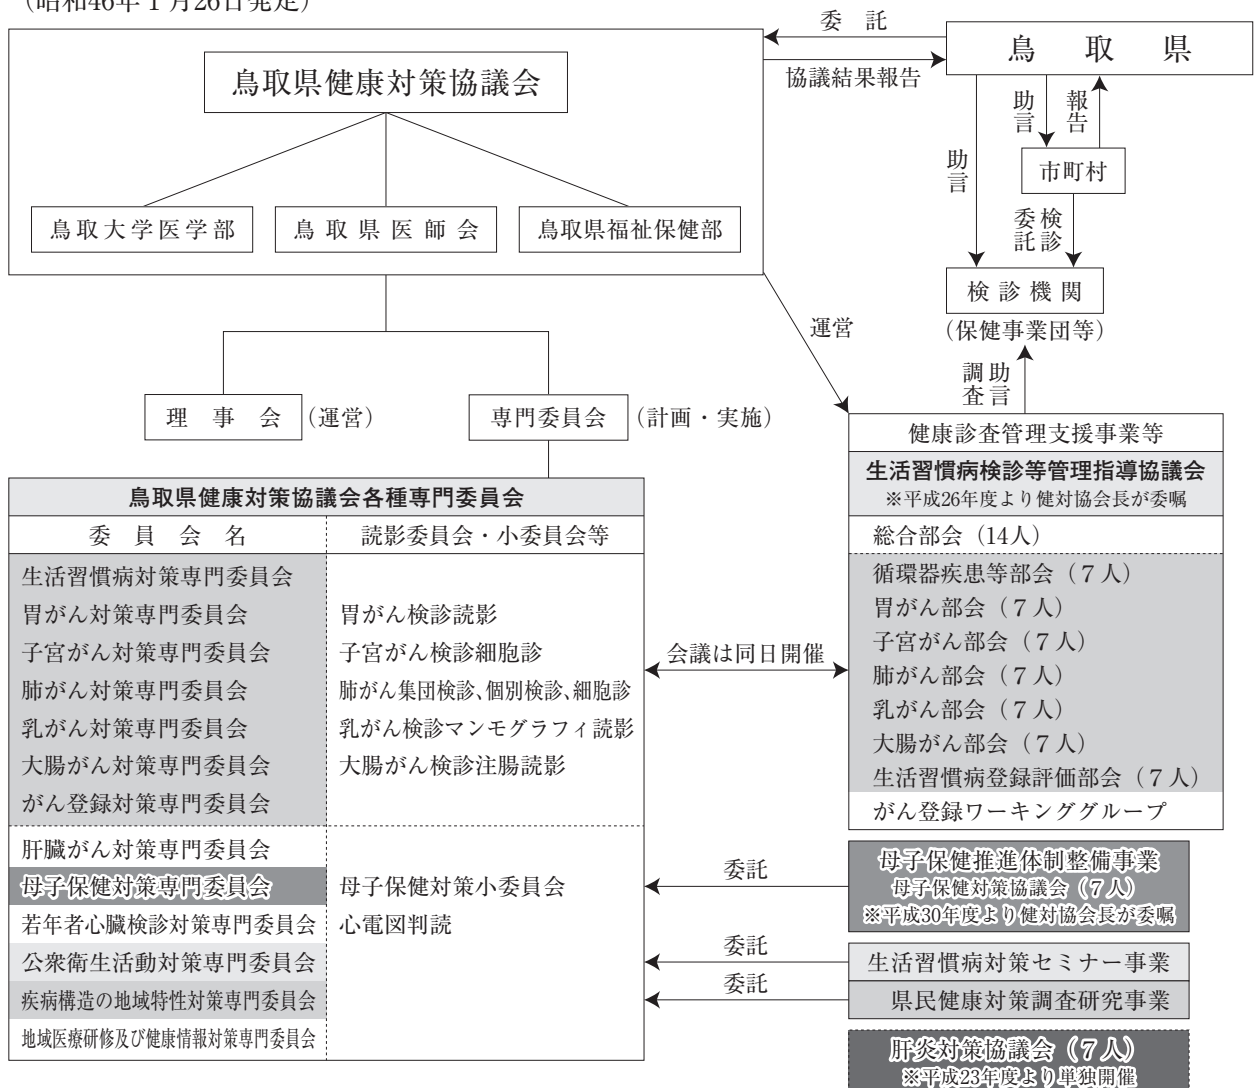 （昭和46年１月26日発足）
委　託
鳥　取　県
協議結果報告
鳥取県健康対策協議会
助言
報告
助言
市町村
鳥取大学医学部
鳥取県医師会
鳥取県福祉保健部
検診
委託
検診機関
（保健事業団等）
運営
助言
調査
理　事　会
（運営）
専門委員会
（計画・実施）
健康診査管理支援事業等
生活習慣病検診等管理指導協議会
※平成26年度より健対協会長が委嘱
総合部会（14人）
循環器疾患等部会（７人）
胃がん部会（７人）
子宮がん部会（７人）
肺がん部会（７人）
乳がん部会（７人）
大腸がん部会（７人）
生活習慣病登録評価部会（７人）
がん登録ワーキンググループ
鳥取県健康対策協議会各種専門委員会
委　員　会　名
読影委員会・小委員会等
生活習慣病対策専門委員会
胃がん対策専門委員会
胃がん検診読影
子宮がん対策専門委員会
子宮がん検診細胞診
肺がん対策専門委員会
肺がん集団検診、個別検診、細胞診
乳がん対策専門委員会
乳がん検診マンモグラフィ読影
大腸がん対策専門委員会
大腸がん検診注腸読影
がん登録対策専門委員会
会議は同日開催
肝臓がん対策専門委員会
母子保健対策専門委員会
母子保健対策小委員会
若年者心臓検診対策専門委員会
心電図判読
公衆衛生活動対策専門委員会
疾病構造の地域特性対策専門委員会
地域医療研修及び健康情報対策専門委員会
委託
母子保健推進体制整備事業
母子保健対策協議会（７人）
※平成30年度より健対協会長が委嘱
委託
生活習慣病対策セミナー事業
委託
県民健康対策調査研究事業
肝炎対策協議会（７人）
※平成23年度より単独開催